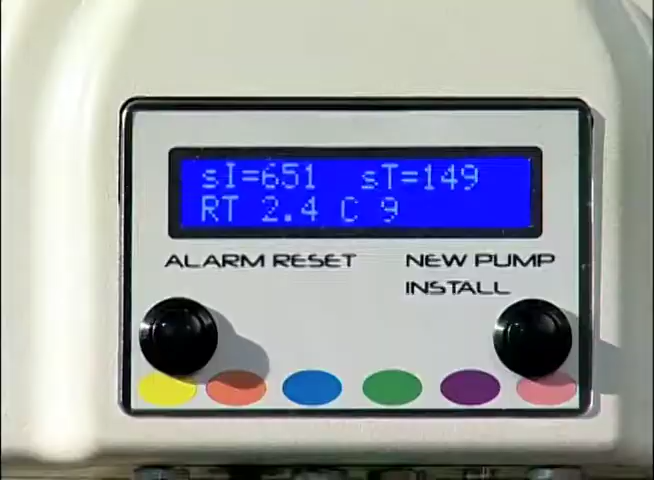 sI=651 sT=149
RT 2.4 C 9
ALARM RESET
NEW PUMP
INSTALL